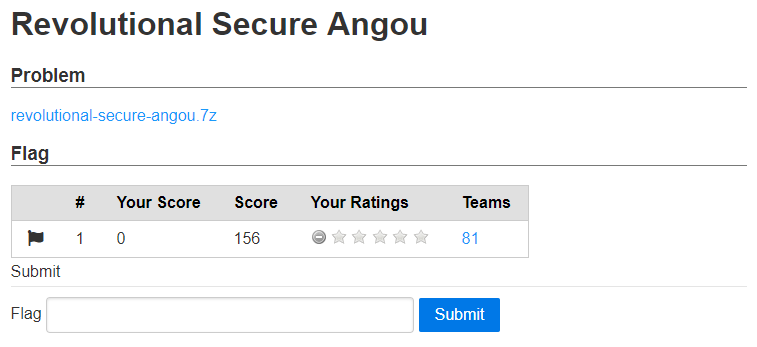 Revolutional Secure Angou
Problem
revolutional-secure-angou.7z
Flag
# Your Score Score Your Ratings Teams
1 0 156 81
Submit
Flag Submit